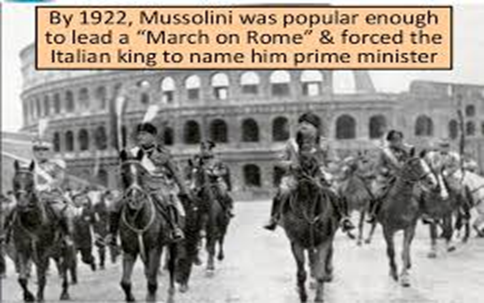 By 1922, Mussolini was popular enough
to lead a “March on Rome” & forced the
Italian king to name him prime minister